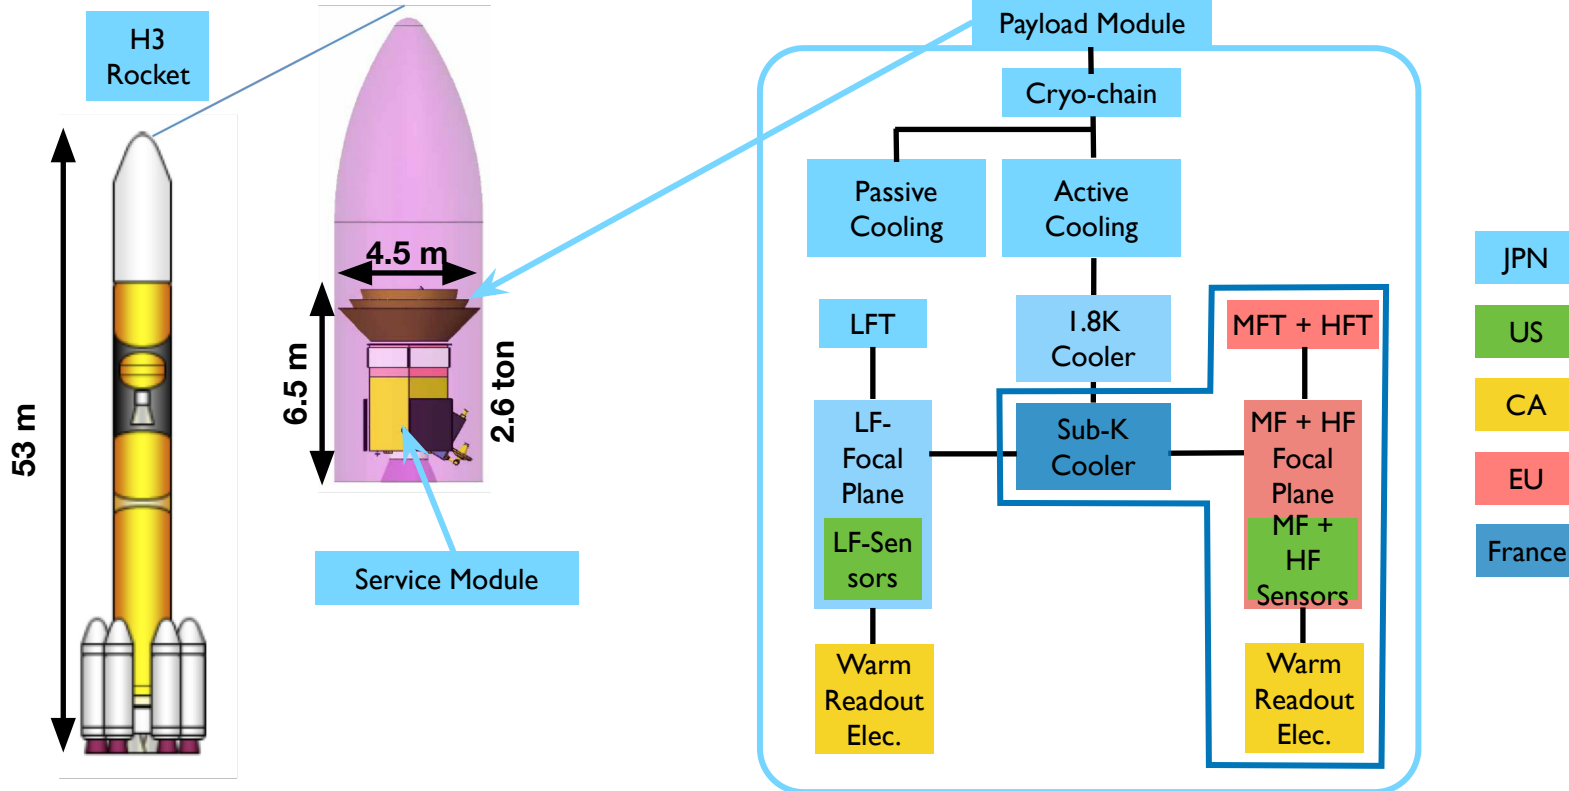 H3
Rocket
53 m
4.5 m
6.5 m
2.6 ton
Service Module
Payload Module
Cryo-chain
Passive
Cooling
Active
Cooling
LFT
1.8K
Cooler
MFT + HFT
LF-
Focal
Plane
LF-Sen
sors
Sub-K
Cooler
MF + HF
Focal
Plane
MF +
HF
Sensors
Warm
Readout
Elec.
Warm
Readout
Elec.
JPN
US
CA
EU
France